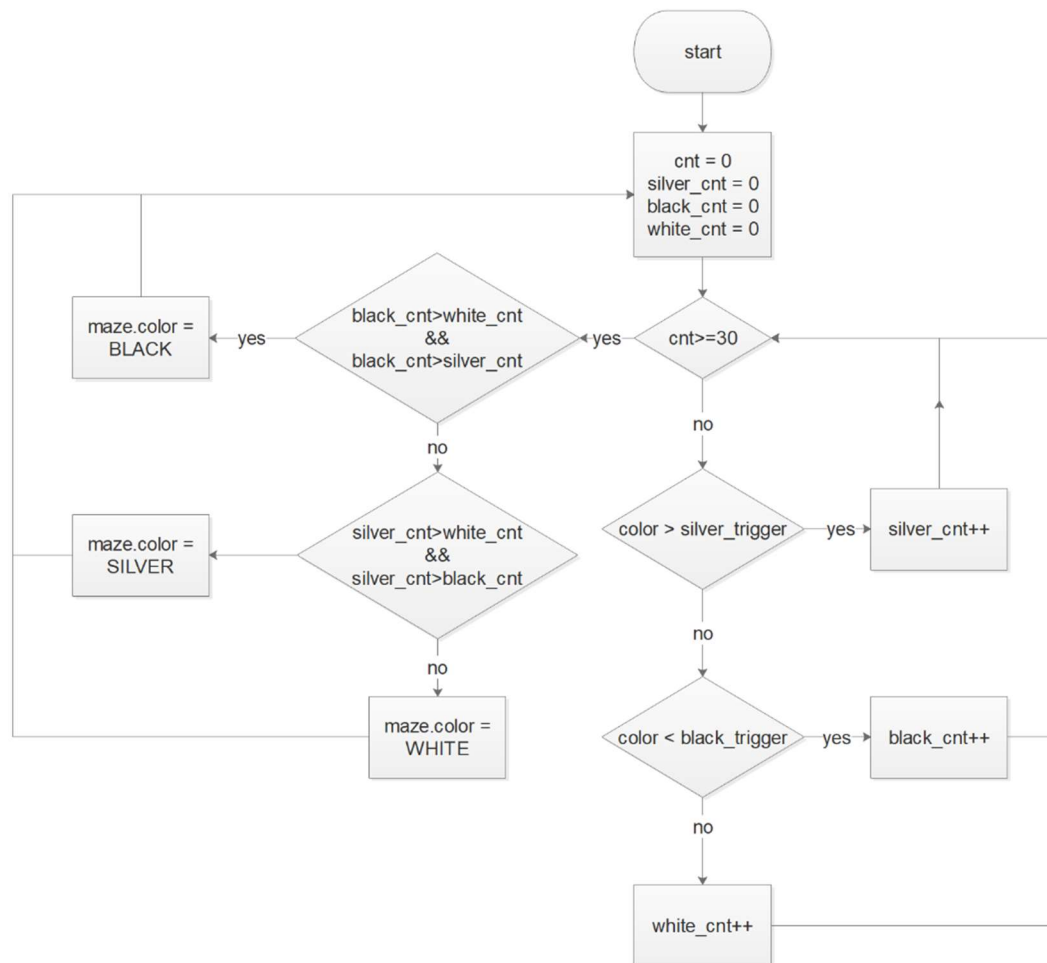 start
cnt = 0
silver_cnt = 0
black_cnt = 0
white_cnt = 0
cnt>=30
yes
black_cnt>white_cnt
&&
black_cnt>silver_cnt
yes
maze.color =
BLACK
no
no
silver_cnt>white_cnt
&&
silver_cnt>black_cnt
maze.color =
SILVER
no
maze.color =
WHITE
color > silver_trigger
yes
silver_cnt++
no
color < black_trigger
yes
black_cnt++
no
white_cnt++